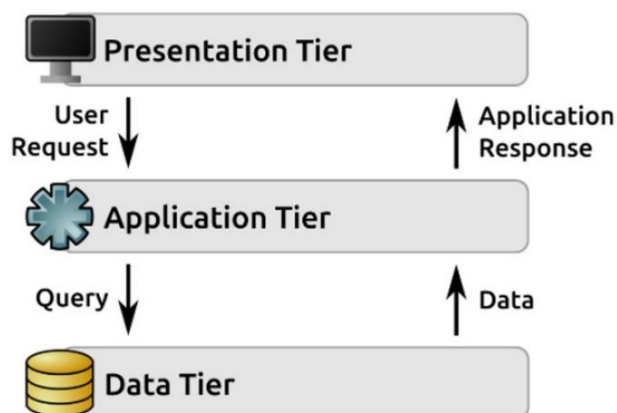 Presentation Tier
User
Request
Application
Response
Application Tier
Query
Data
Data Tier